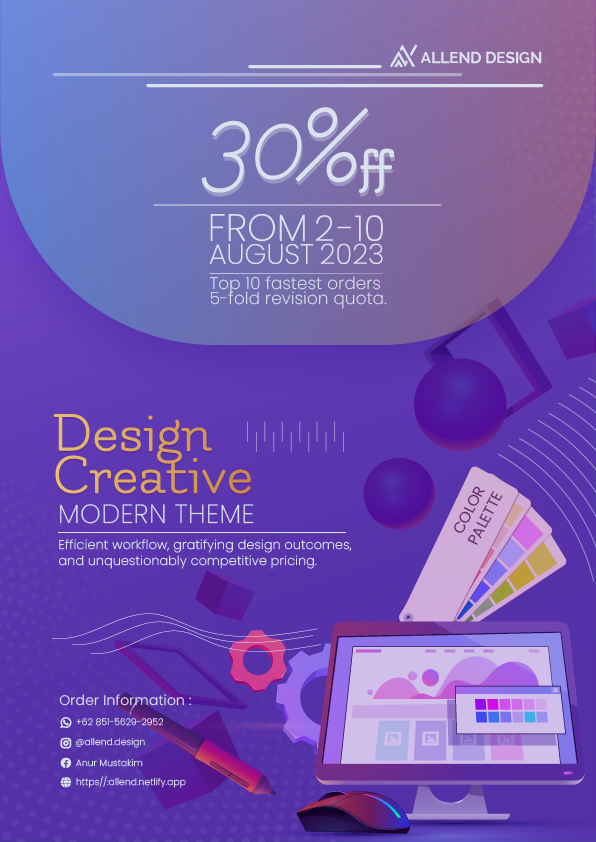 ALLEND DESIGN
30%off
FROM 2-10
AUGUST 2023
Top 10 fastest orders
5-fold revision quota.
Design
Creative
MODERN THEME
Efficient workflow, gratifying design outcomes,
and unquestionably competitive pricing.
COLOR
PALETTE
Order Information :
+62 851-5629-2952
@allend.design
Anur Mustakim
https//:allend.netlify.app